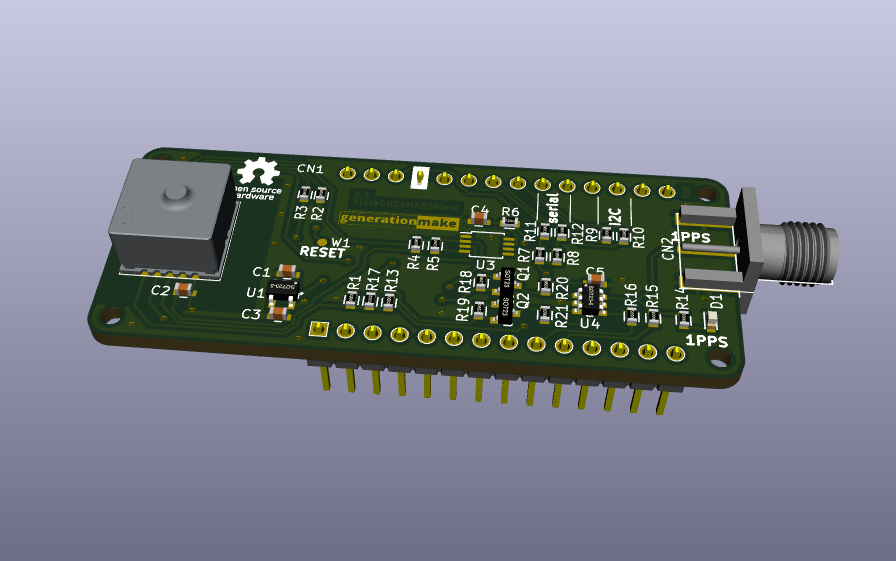 CN1
open source
hardware
R3
R2
generationmake
W1
RESET
C4
R6
serial
I2C
R11
R12
R9
R10
CN2
1PPS
R4
R5
U3
R7
R8
C1
U1
C3
C2
R1
R17
R13
R18
R19
Q1
Q2
SOT23
SOT23
R20
R21
C5
U4
R16
R15
R14
D1
1PPS